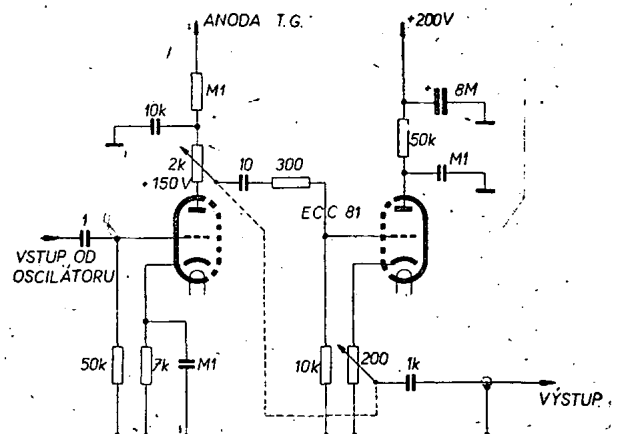 ANODA T.G.
+200V
M1
10k
8M
50k
2k
10
300
M1
+150V
ECC 81
1
VSTUP OD
OSCILÁTORU
50k
7k
M1
10k
200
1k
VÝSTUP